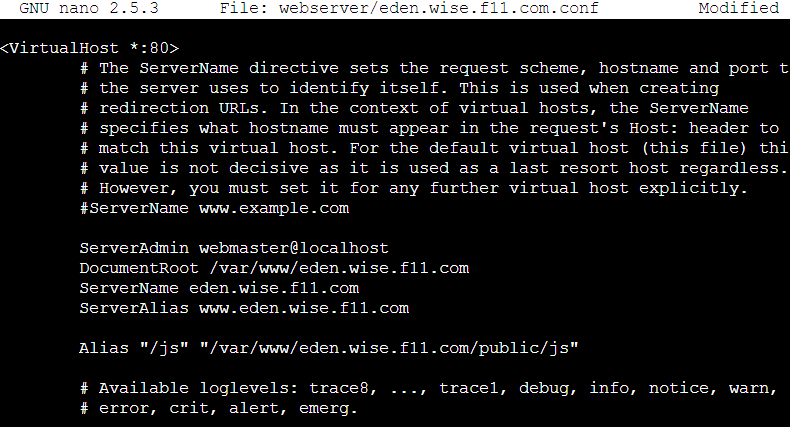 GNU nano 2.5.3 File: webserver/eden.wise.f11.com.conf Modified
<VirtualHost *:80>
# The ServerName directive sets the request scheme, hostname and port t
# the server uses to identify itself. This is used when creating
# redirection URLs. In the context of virtual hosts, the ServerName
# specifies what hostname must appear in the request's Host: header to
# match this virtual host. For the default virtual host (this file) thi
# value is not decisive as it is used as a last resort host regardless.
# However, you must set it for any further virtual host explicitly.
#ServerName www.example.com
ServerAdmin webmaster@localhost
DocumentRoot /var/www/eden.wise.f11.com
ServerName eden.wise.f11.com
ServerAlias www.eden.wise.f11.com
Alias "/js" "/var/www/eden.wise.f11.com/public/js"
# Available loglevels: trace8, ..., trace1, debug, info, notice, warn,
# error, crit, alert, emerg.